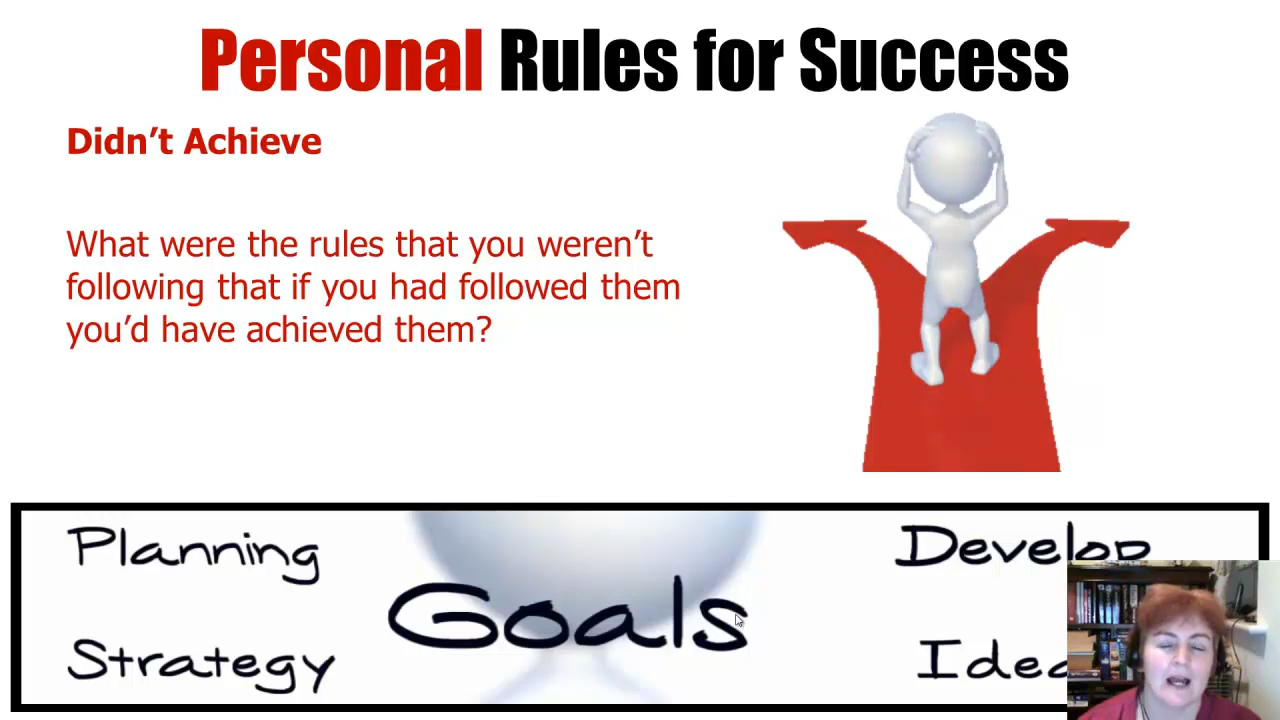 Personal Rules for Success
Didn't Achieve
What were the rules that you weren't
following that if you had followed them
you'd have achieved them?
Planning
Develop
Goals
Strategy